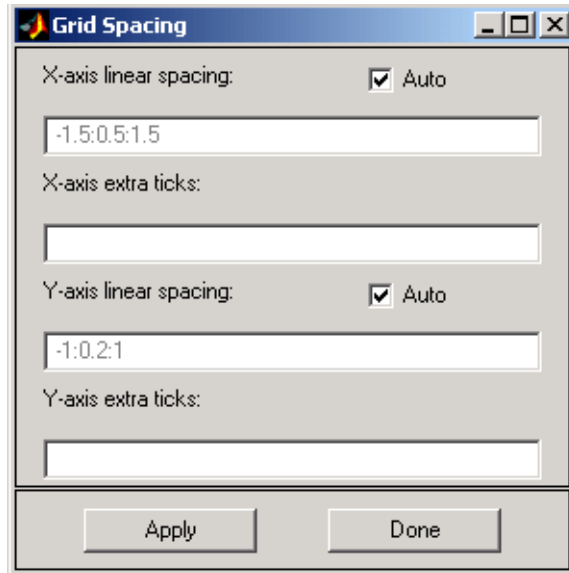 Grid Spacing
X-axis linear spacing: Auto
-1.5:0.5:1.5
X-axis extra ticks:
Y-axis linear spacing: Auto
-1:0.2:1
Y-axis extra ticks:
Apply Done